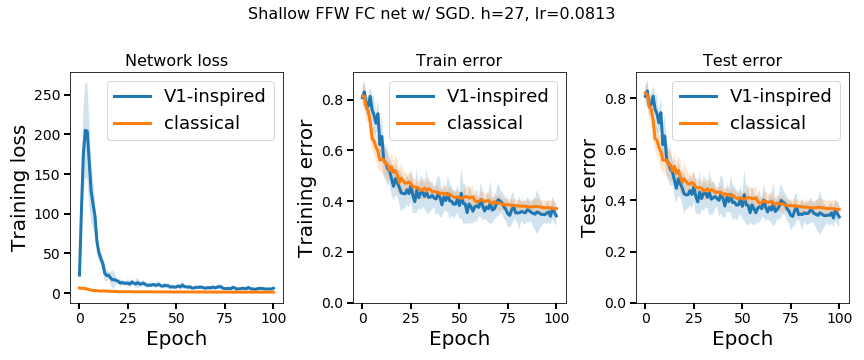 Shallow FFW FC net w/ SGD. h=27, lr=0.0813
Network loss
Training loss
250
200
150
100
50
0
V1-inspired
classical
0 25 50 75 100
Epoch
Train error
Training error
0.8
0.6
0.4
0.2
0.0
V1-inspired
classical
0 25 50 75 100
Epoch
Test error
Test error
0.8
0.6
0.4
0.2
0.0
V1-inspired
classical
0 25 50 75 100
Epoch